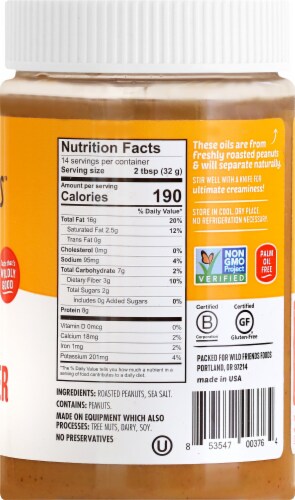 Nutrition Facts
14 servings per container
Serving size 2 tbsp (32 g)
Amount per serving
Calories 190
% Daily Value*
Total Fat 16g 20%
Saturated Fat 2.5g 12%
Trans Fat 0g
Cholesterol 0mg 0%
Sodium 95mg 4%
Total Carbohydrate 7g 2%
Dietary Fiber 3g 10%
Total Sugars 2g
Includes 0g Added Sugars 0%
Protein 8g
Vitamin D 0mcg 0%
Calcium 18mg 2%
Iron 1mg 2%
Potassium 201mg 4%
*The % Daily Value tells you how much a nutrient in a
serving of food contributes to a daily diet.
INGREDIENTS: ROASTED PEANUTS, SEA SALT.
CONTAINS: PEANUTS.
MADE ON EQUIPMENT WHICH ALSO
PROCESSES: TREE NUTS, DAIRY, SOY.
NO PRESERVATIVES
U
WILDLY
GOOD
ER
These oils are from
freshly roasted peanuts
& will separate naturally.
STIR WELL WITH A KNIFE FOR
ultimate creaminess!
STORE IN COOL, DRY PLACE.
NO REFRIGERATION NECESSARY.
NON
GMO
Project
VERIFIED
PALM
OIL
FREE
Certified
B
Corporation
Certified
GF
Gluten-Free
PACKED FOR WILD FRIENDS FOODS
PORTLAND, OR 97214
MADE IN USA
8 53547 00376 4